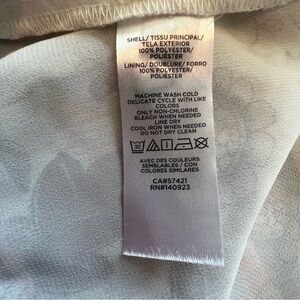 SHELL/ TISSU PRINCIPAL/
TELA EXTERIOR
100% POLYESTER/
POLIESTER
LINING/ DOUBLURE/ FORRO
100% POLYESTER/
POLIESTER
MACHINE WASH COLD
DELICATE CYCLE WITH LIKE
COLORS
ONLY NON-CHLORINE
BLEACH WHEN NEEDED
LINE DRY
COOL IRON WHEN NEEDED
DO NOT DRY CLEAN
AVEC DES COULEURS
SEMBLABLES / CON
COLORES SIMILARES
CA#57421
RN#140923